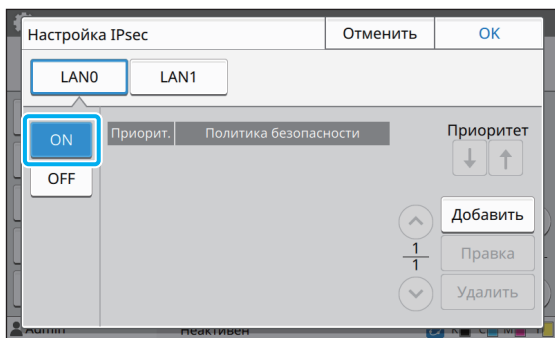 Настройка IPsec
Отменить
OK
LAN0
LAN1
ON
OFF
Приорит.
Политика безопасности
Приоритет
Добавить
1
1
Правка
Удалить
Admin
Неактивен
K
C
M
Y